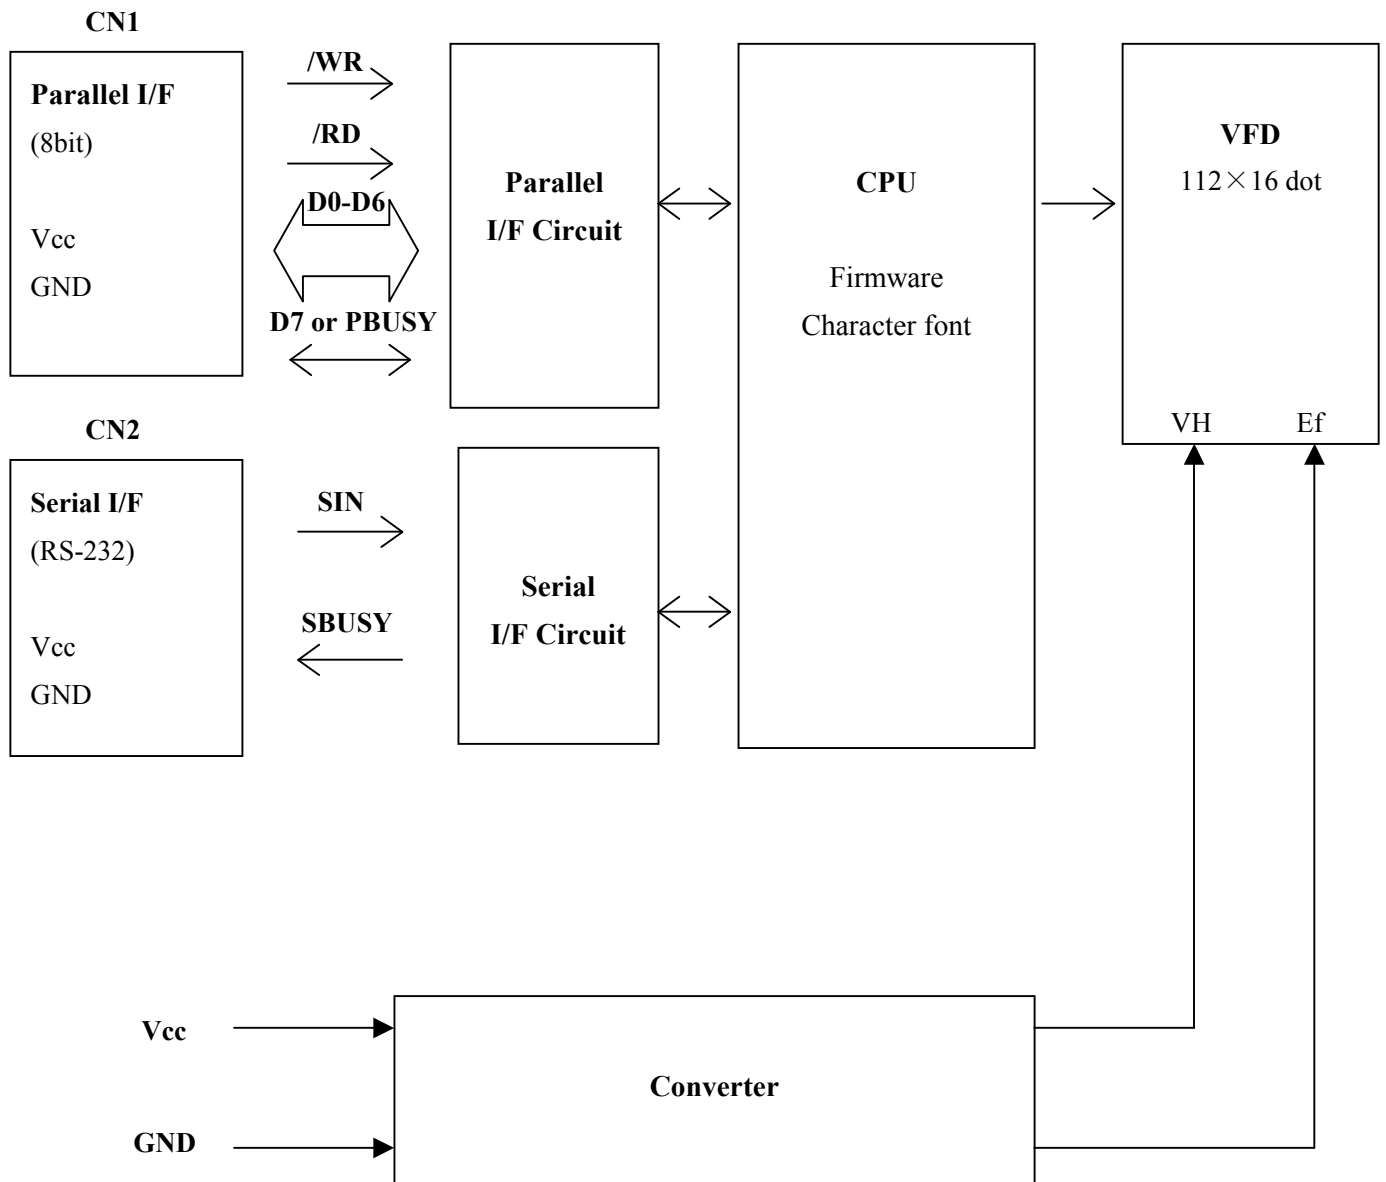 CN1
Parallel I/F
(8bit)
Vcc
GND
/WR
/RD
D0-D6
D7 or PBUSY
Parallel
I/F Circuit
CPU
Firmware
Character font
VFD
112×16 dot
VH Ef
CN2
Serial I/F
(RS-232)
Vcc
GND
SIN
SBUSY
Serial
I/F Circuit
Vcc
GND
Converter